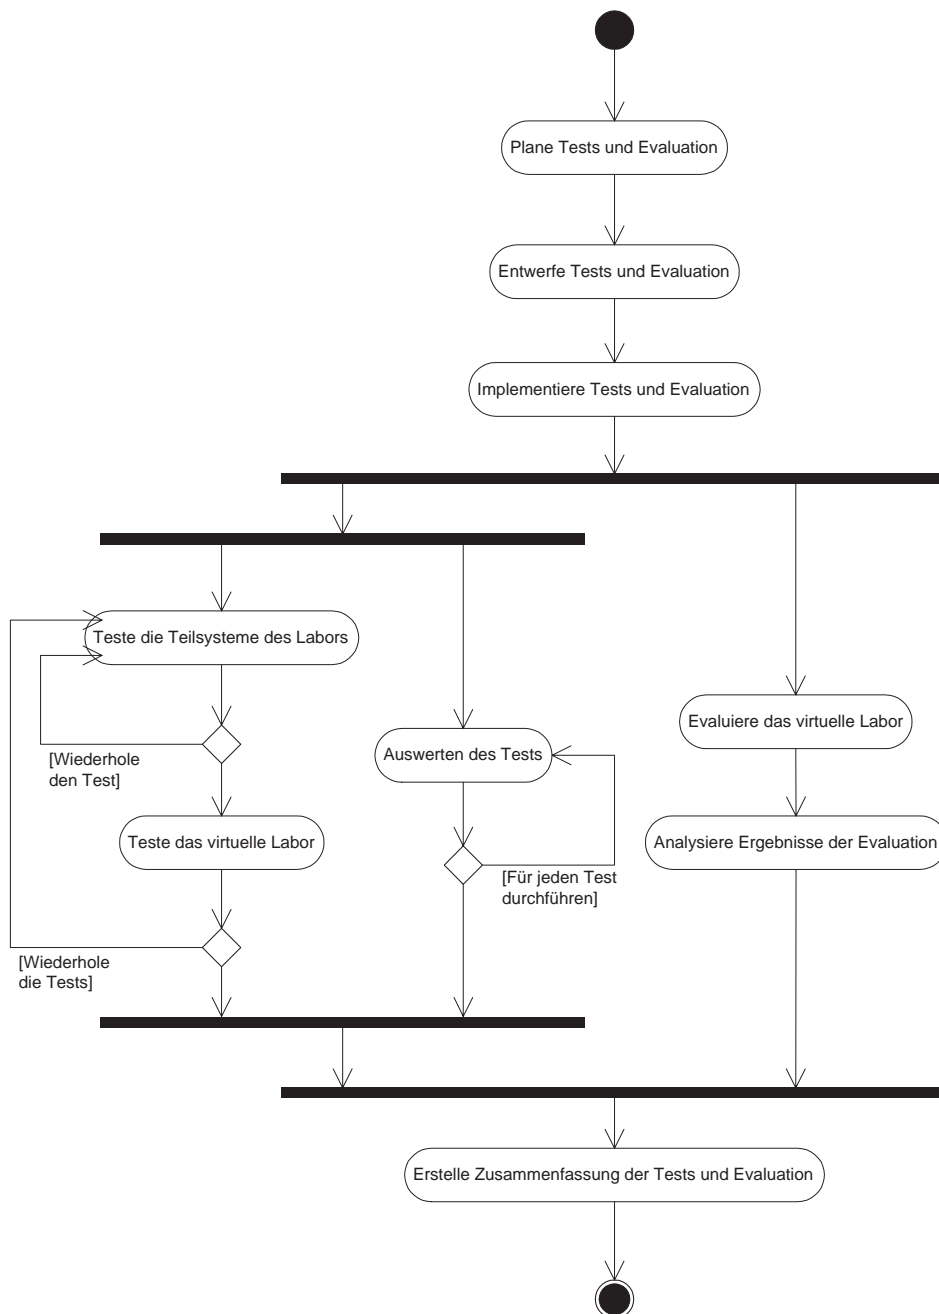 Plane Tests und Evaluation
Entwerfe Tests und Evaluation
Implementiere Tests und Evaluation
Teste die Teilsysteme des Labors
[Wiederhole
den Test]
Teste das virtuelle Labor
[Wiederhole
die Tests]
Auswerten des Tests
[Für jeden Test
durchführen]
Evaluiere das virtuelle Labor
Analysiere Ergebnisse der Evaluation
Erstelle Zusammenfassung der Tests und Evaluation